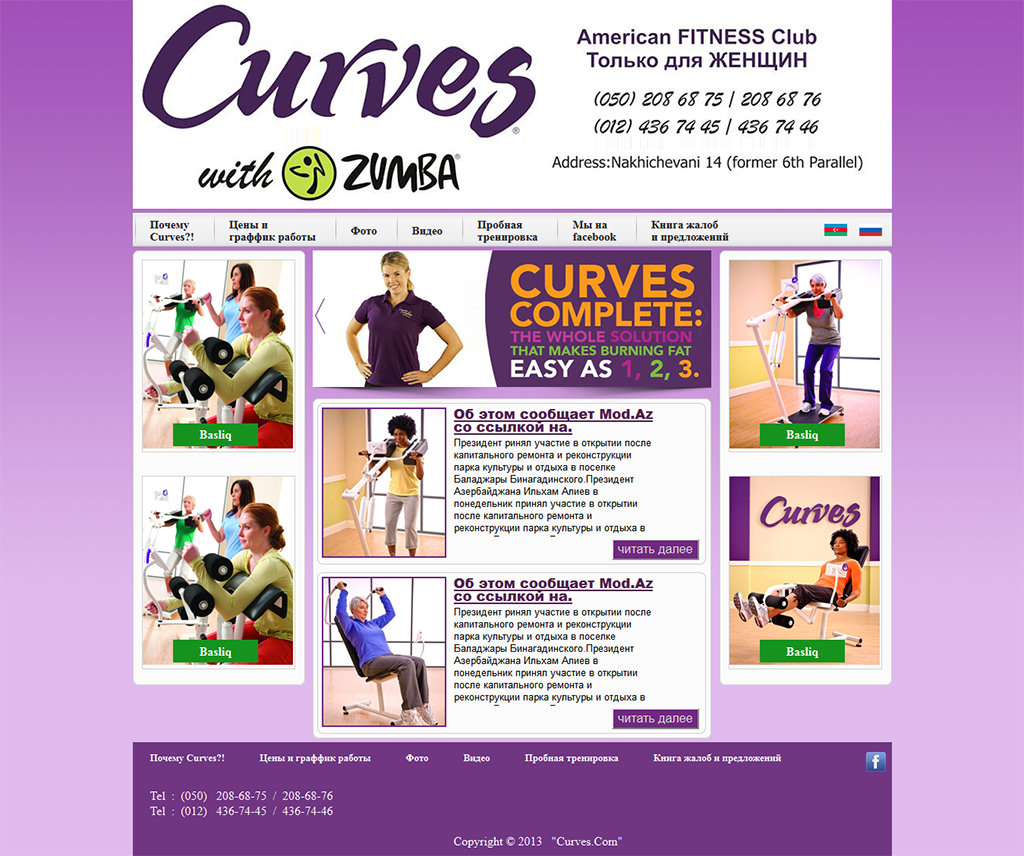 Curves®
with ZUMBA®
American FITNESS Club
Только для ЖЕНЩИН
(050) 208 68 75 | 208 68 76
(012) 436 74 45 | 436 74 46
Address:Nakhichevani 14 (former 6th Parallel)
Почему
Curves?!
Цены и
граффик работы
Фото
Видео
Пробная
тренировка
Мы на
facebook
Книга жалоб
и предложений
Basliq
Basliq
CURVES
COMPLETE:
THE WHOLE SOLUTION
THAT MAKES BURNING FAT
EASY AS 1, 2, 3.
Об этом сообщает Mod.Az
со ссылкой на.
Президент ринял участие в открытии после
капитального ремонта и реконструкции
парка культуры и отдыха в поселке
Баладжары Бинагадинского.Президент
Азербайджана Ильхам Алиев в
понедельник принял участие в открытии
после капитального ремонта и
реконструкции парка культуры и отдыха в
читать далее
Об этом сообщает Mod.Az
со ссылкой на.
Президент ринял участие в открытии после
капитального ремонта и реконструкции
парка культуры и отдыха в поселке
Баладжары Бинагадинского.Президент
Азербайджана Ильхам Алиев в
понедельник принял участие в открытии
после капитального ремонта и
реконструкции парка культуры и отдыха в
читать далее
Basliq
Curves
Basliq
Почему Curves?!
Цены и граффик работы
Фото
Видео
Пробная тренировка
Книга жалоб и предложений
f
Tel : (050) 208-68-75 / 208-68-76
Tel : (012) 436-74-45 / 436-74-46
Copyright © 2013 "Curves.Com"